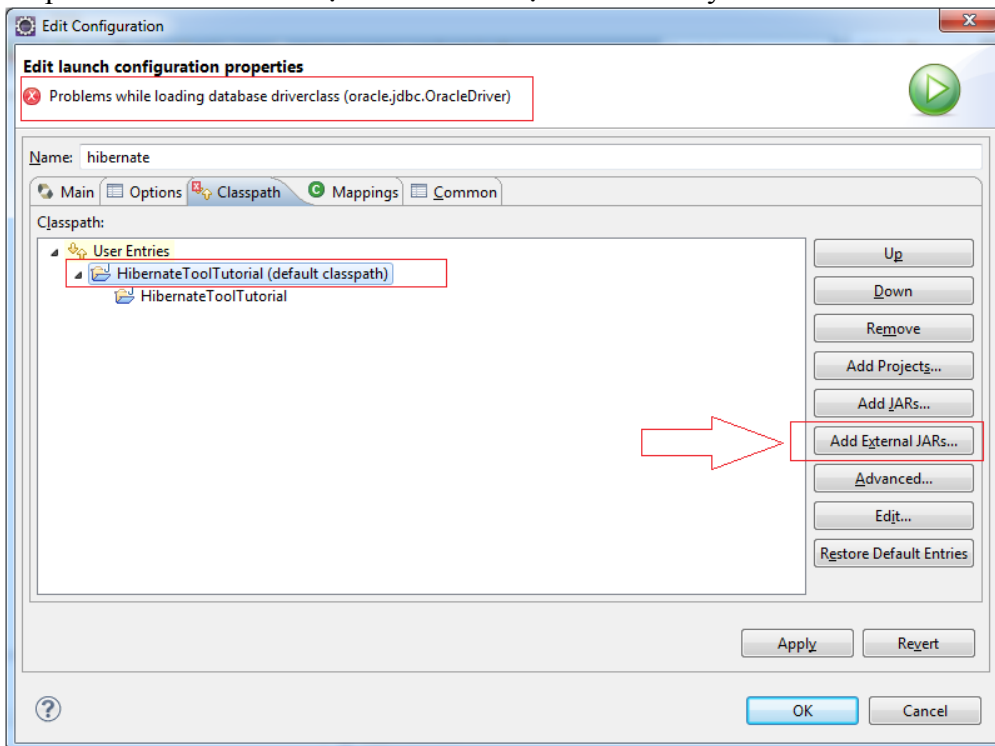 Edit Configuration
x
Edit launch configuration properties
Problems while loading database driverclass (oracle.jdbc.OracleDriver)
Name: hibernate
Main Options Classpath Mappings Common
Classpath:
User Entries
HibernateToolTutorial (default classpath)
HibernateToolTutorial
Up
Down
Remove
Add Projects...
Add JARs...
Add External JARs...
Advanced...
Edit...
Restore Default Entries
Apply Revert
? OK Cancel